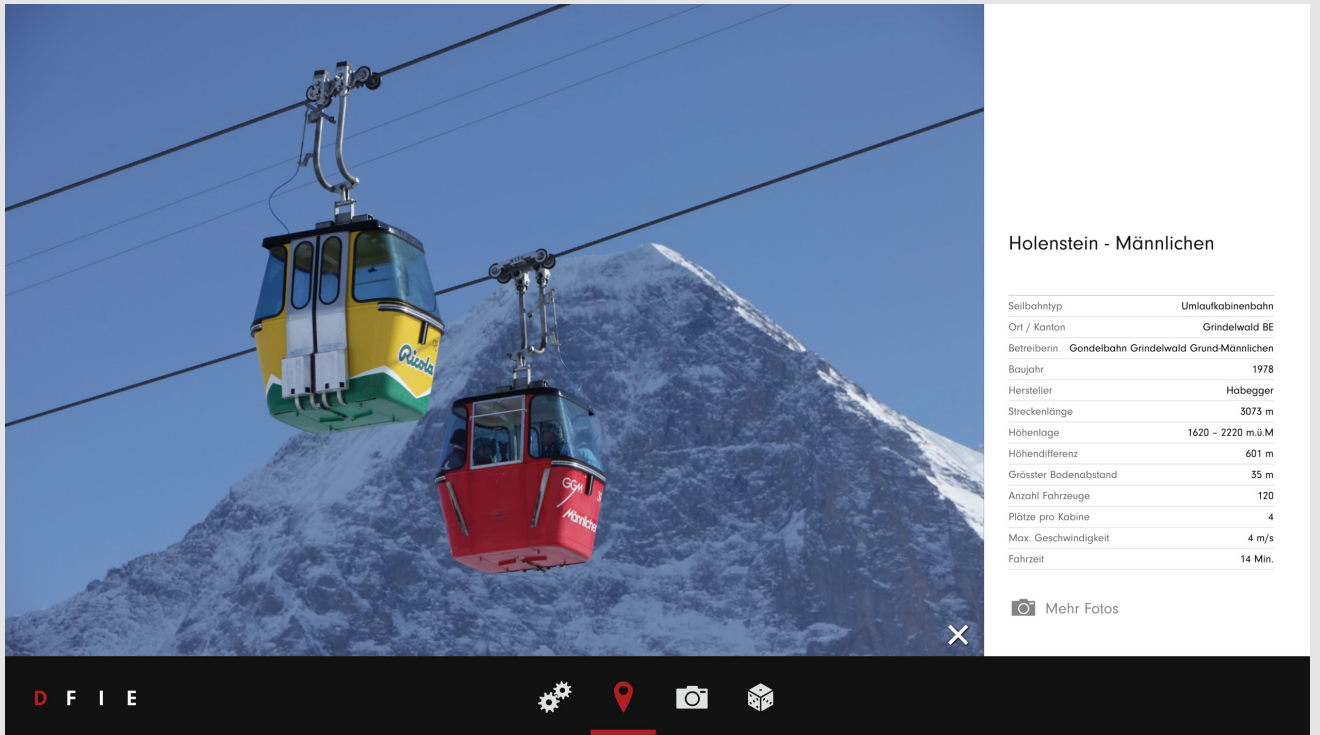 Ricola
GGM
Männlichen
Holenstein - Männlichen
Seilbahntyp Umlaufkabinenbahn
Ort / Kanton Grindelwald BE
Betreiberin Gondelbahn Grindelwald Grund-Männlichen
Baujahr 1978
Hersteller Habegger
Streckenlänge 3073 m
Höhenlage 1620 – 2220 m.ü.M
Höhendifferenz 601 m
Grösster Bodenabstand 35 m
Anzahl Fahrzeuge 120
Plätze pro Kabine 4
Max. Geschwindigkeit 4 m/s
Fahrzeit 14 Min.
Mehr Fotos
D F I E